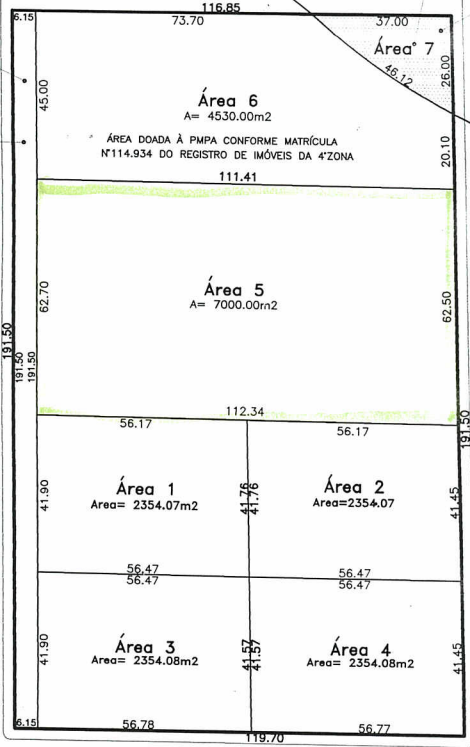 116.85
6.15
73.70
37.00
Área 7
46.12
26.00
45.00
Área 6
A= 4530.00m2
ÁREA DOADA À PMPA CONFORME MATRÍCULA
N°114.934 DO REGISTRO DE IMÓVEIS DA 4°ZONA
20.10
111.41
62.70
Área 5
A= 7000.00m2
62.50
191.50
191.50
191.50
112.34
191.50
56.17
56.17
41.90
Área 1
Area= 2354.07m2
41.76
41.76
Área 2
Area=2354.07
41.45
56.47
56.47
56.47
56.47
41.90
Área 3
Area= 2354.08m2
41.57
41.57
Área 4
Area= 2354.08m2
41.45
6.15
56.78
56.77
119.70